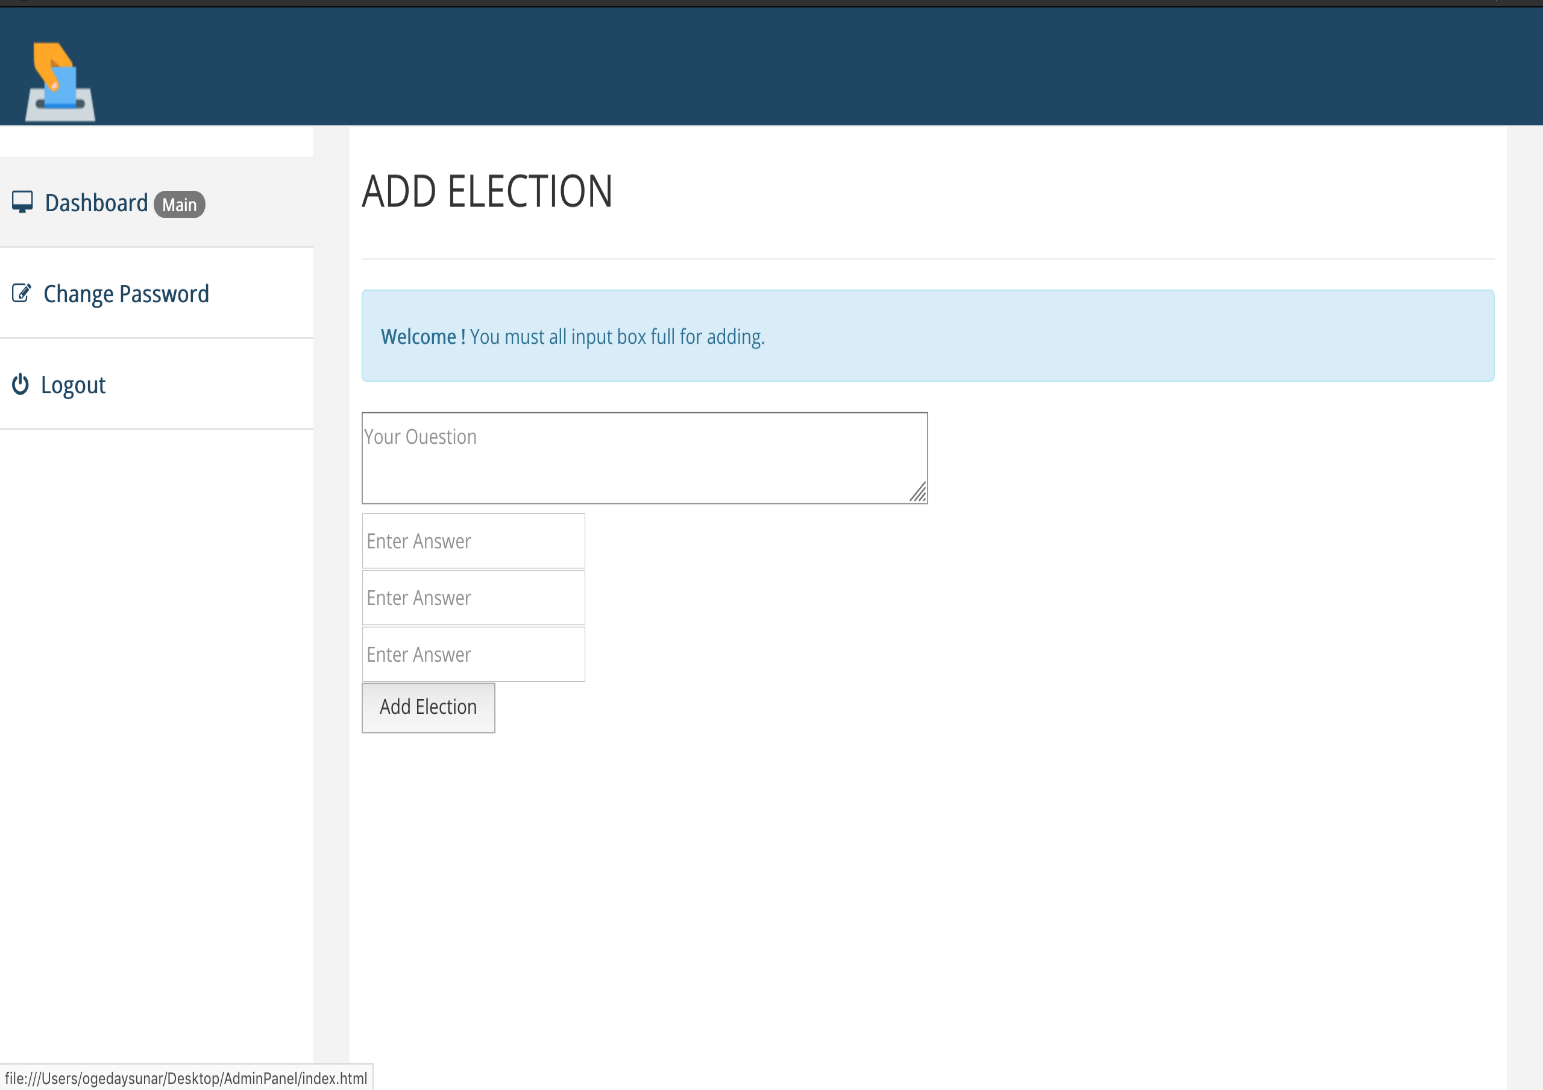 Dashboard Main
Change Password
Logout
ADD ELECTION
Welcome ! You must all input box full for adding.
Your Ouestion
Enter Answer
Enter Answer
Enter Answer
Add Election
file:///Users/ogedaysunar/Desktop/AdminPanel/index.html